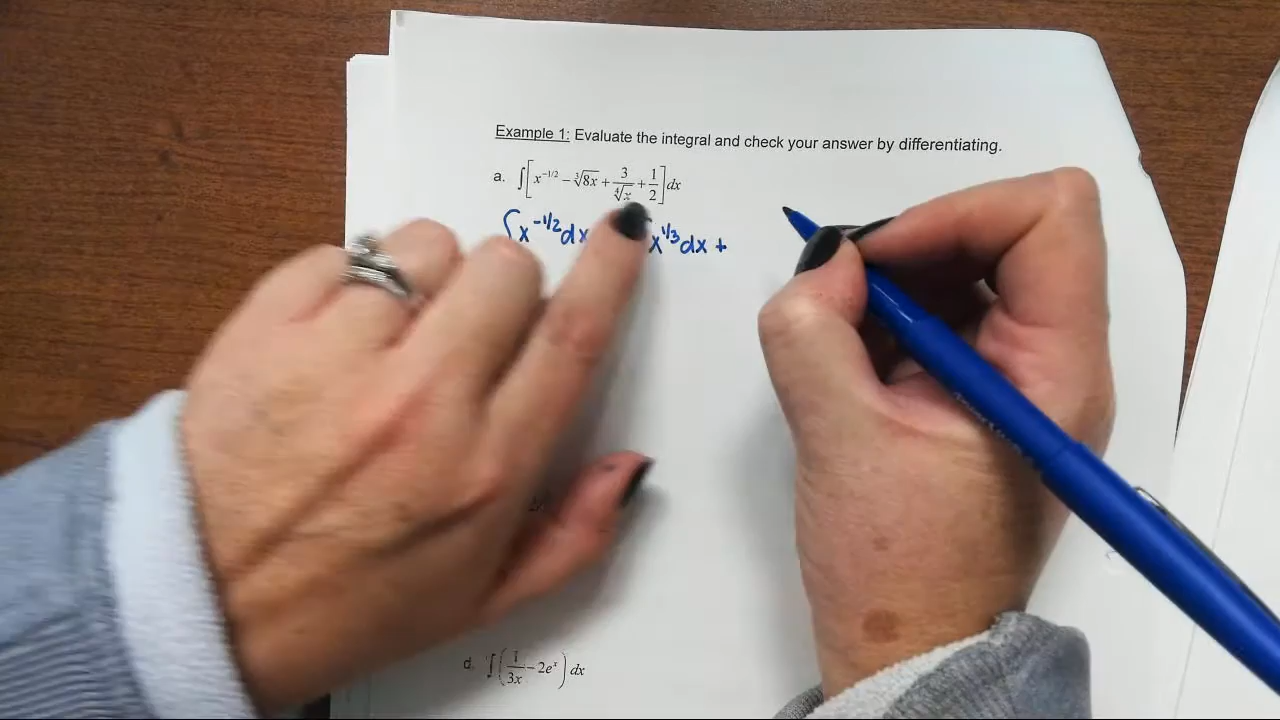 Example 1: Evaluate the integral and check your answer by differentiating.
a. ∫[x^{-1/2} − ∛8x + 3/∜x + 1/2]dx
∫x^{-1/2}dx x^{1/3}dx +
d. ∫(1/3x − 2e^x)dx